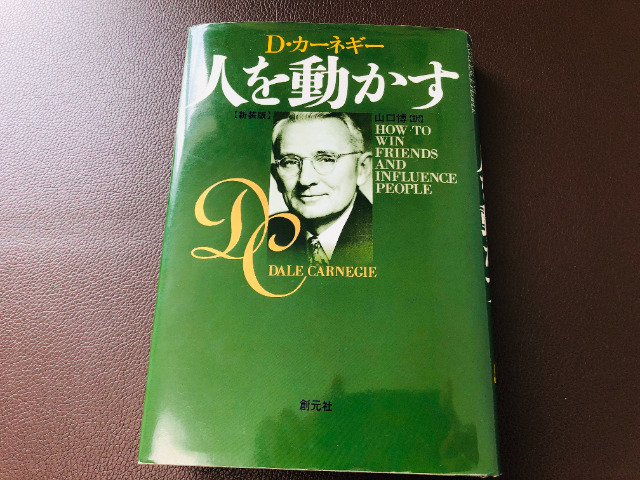 D・カーネギー
人を動かす
【新装版】
山口博【訳】
HOW TO
WIN
FRIENDS
AND
INFLUENCE
PEOPLE
DC
DALE CARNEGIE
創元社